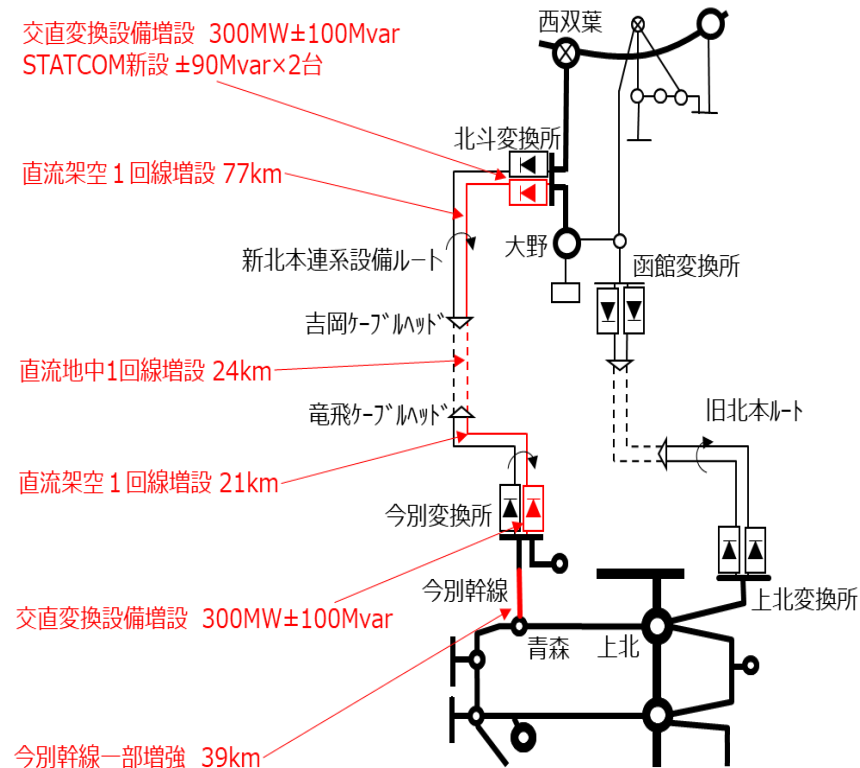 交直変換設備増設 300MW±100Mvar
STATCOM新設 ±90Mvar×2台
西双葉
北斗変換所
直流架空1回線増設 77km
新北本連系設備ルート
大野
函館変換所
吉岡ｹｰﾌﾞﾙﾍｯﾄﾞ
直流地中1回線増設 24km
竜飛ｹｰﾌﾞﾙﾍｯﾄﾞ
旧北本ﾙｰﾄ
直流架空1回線増設 21km
今別変換所
今別幹線
上北変換所
交直変換設備増設 300MW±100Mvar
青森
上北
今別幹線一部増強 39km